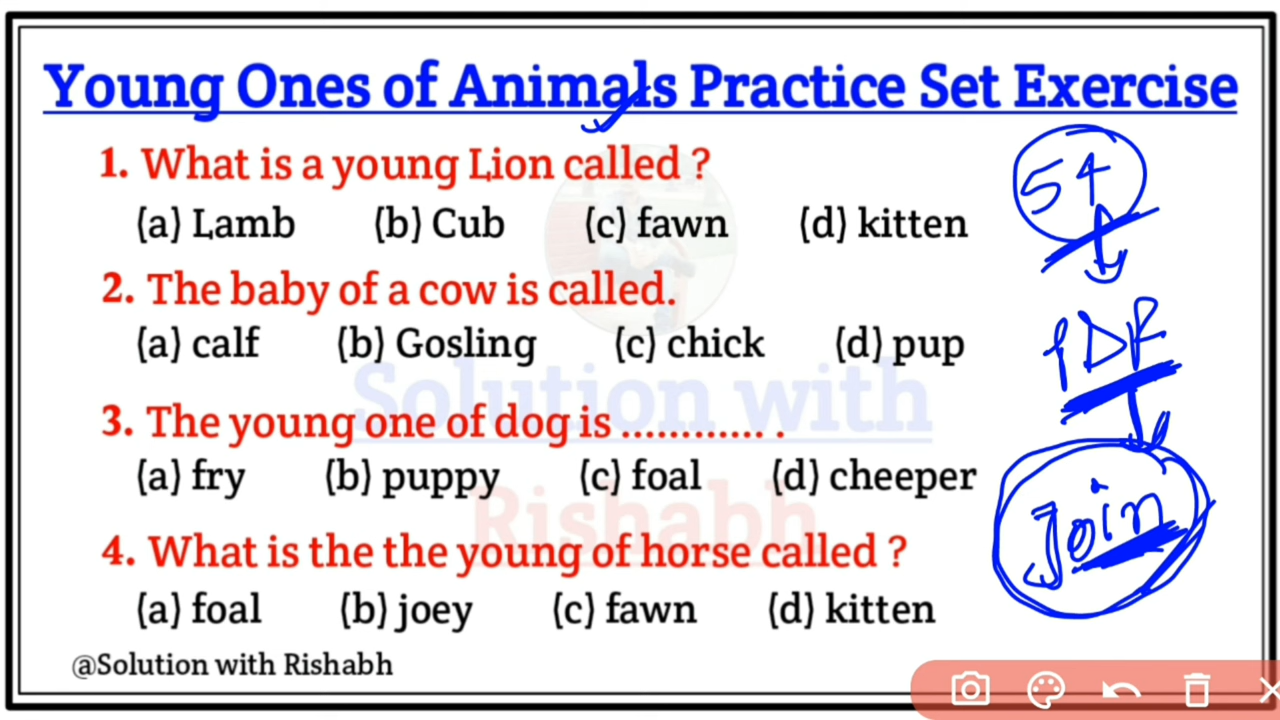 Young Ones of Animals Practice Set Exercise
1. What is a young Lion called ?
(a) Lamb (b) Cub (c) fawn (d) kitten
54
2. The baby of a cow is called.
(a) calf (b) Gosling (c) chick (d) pup
PDF
Solution with
3. The young one of dog is ............ .
(a) fry (b) puppy (c) foal (d) cheeper
Join
Rishabh
4. What is the the young of horse called ?
(a) foal (b) joey (c) fawn (d) kitten
@Solution with Rishabh